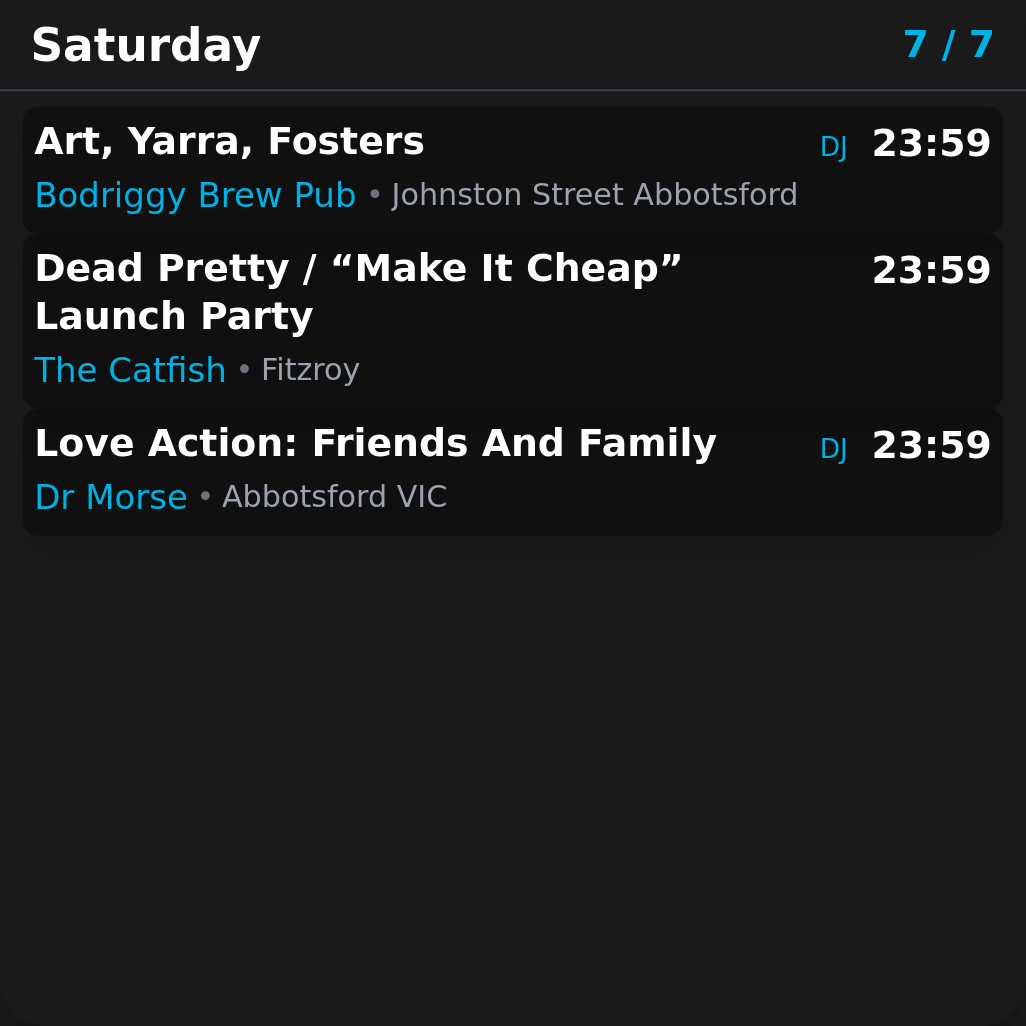 Saturday
7 / 7
Art, Yarra, Fosters
DJ 23:59
Bodriggy Brew Pub • Johnston Street Abbotsford
Dead Pretty / “Make It Cheap”
23:59
Launch Party
The Catfish • Fitzroy
Love Action: Friends And Family
DJ 23:59
Dr Morse • Abbotsford VIC